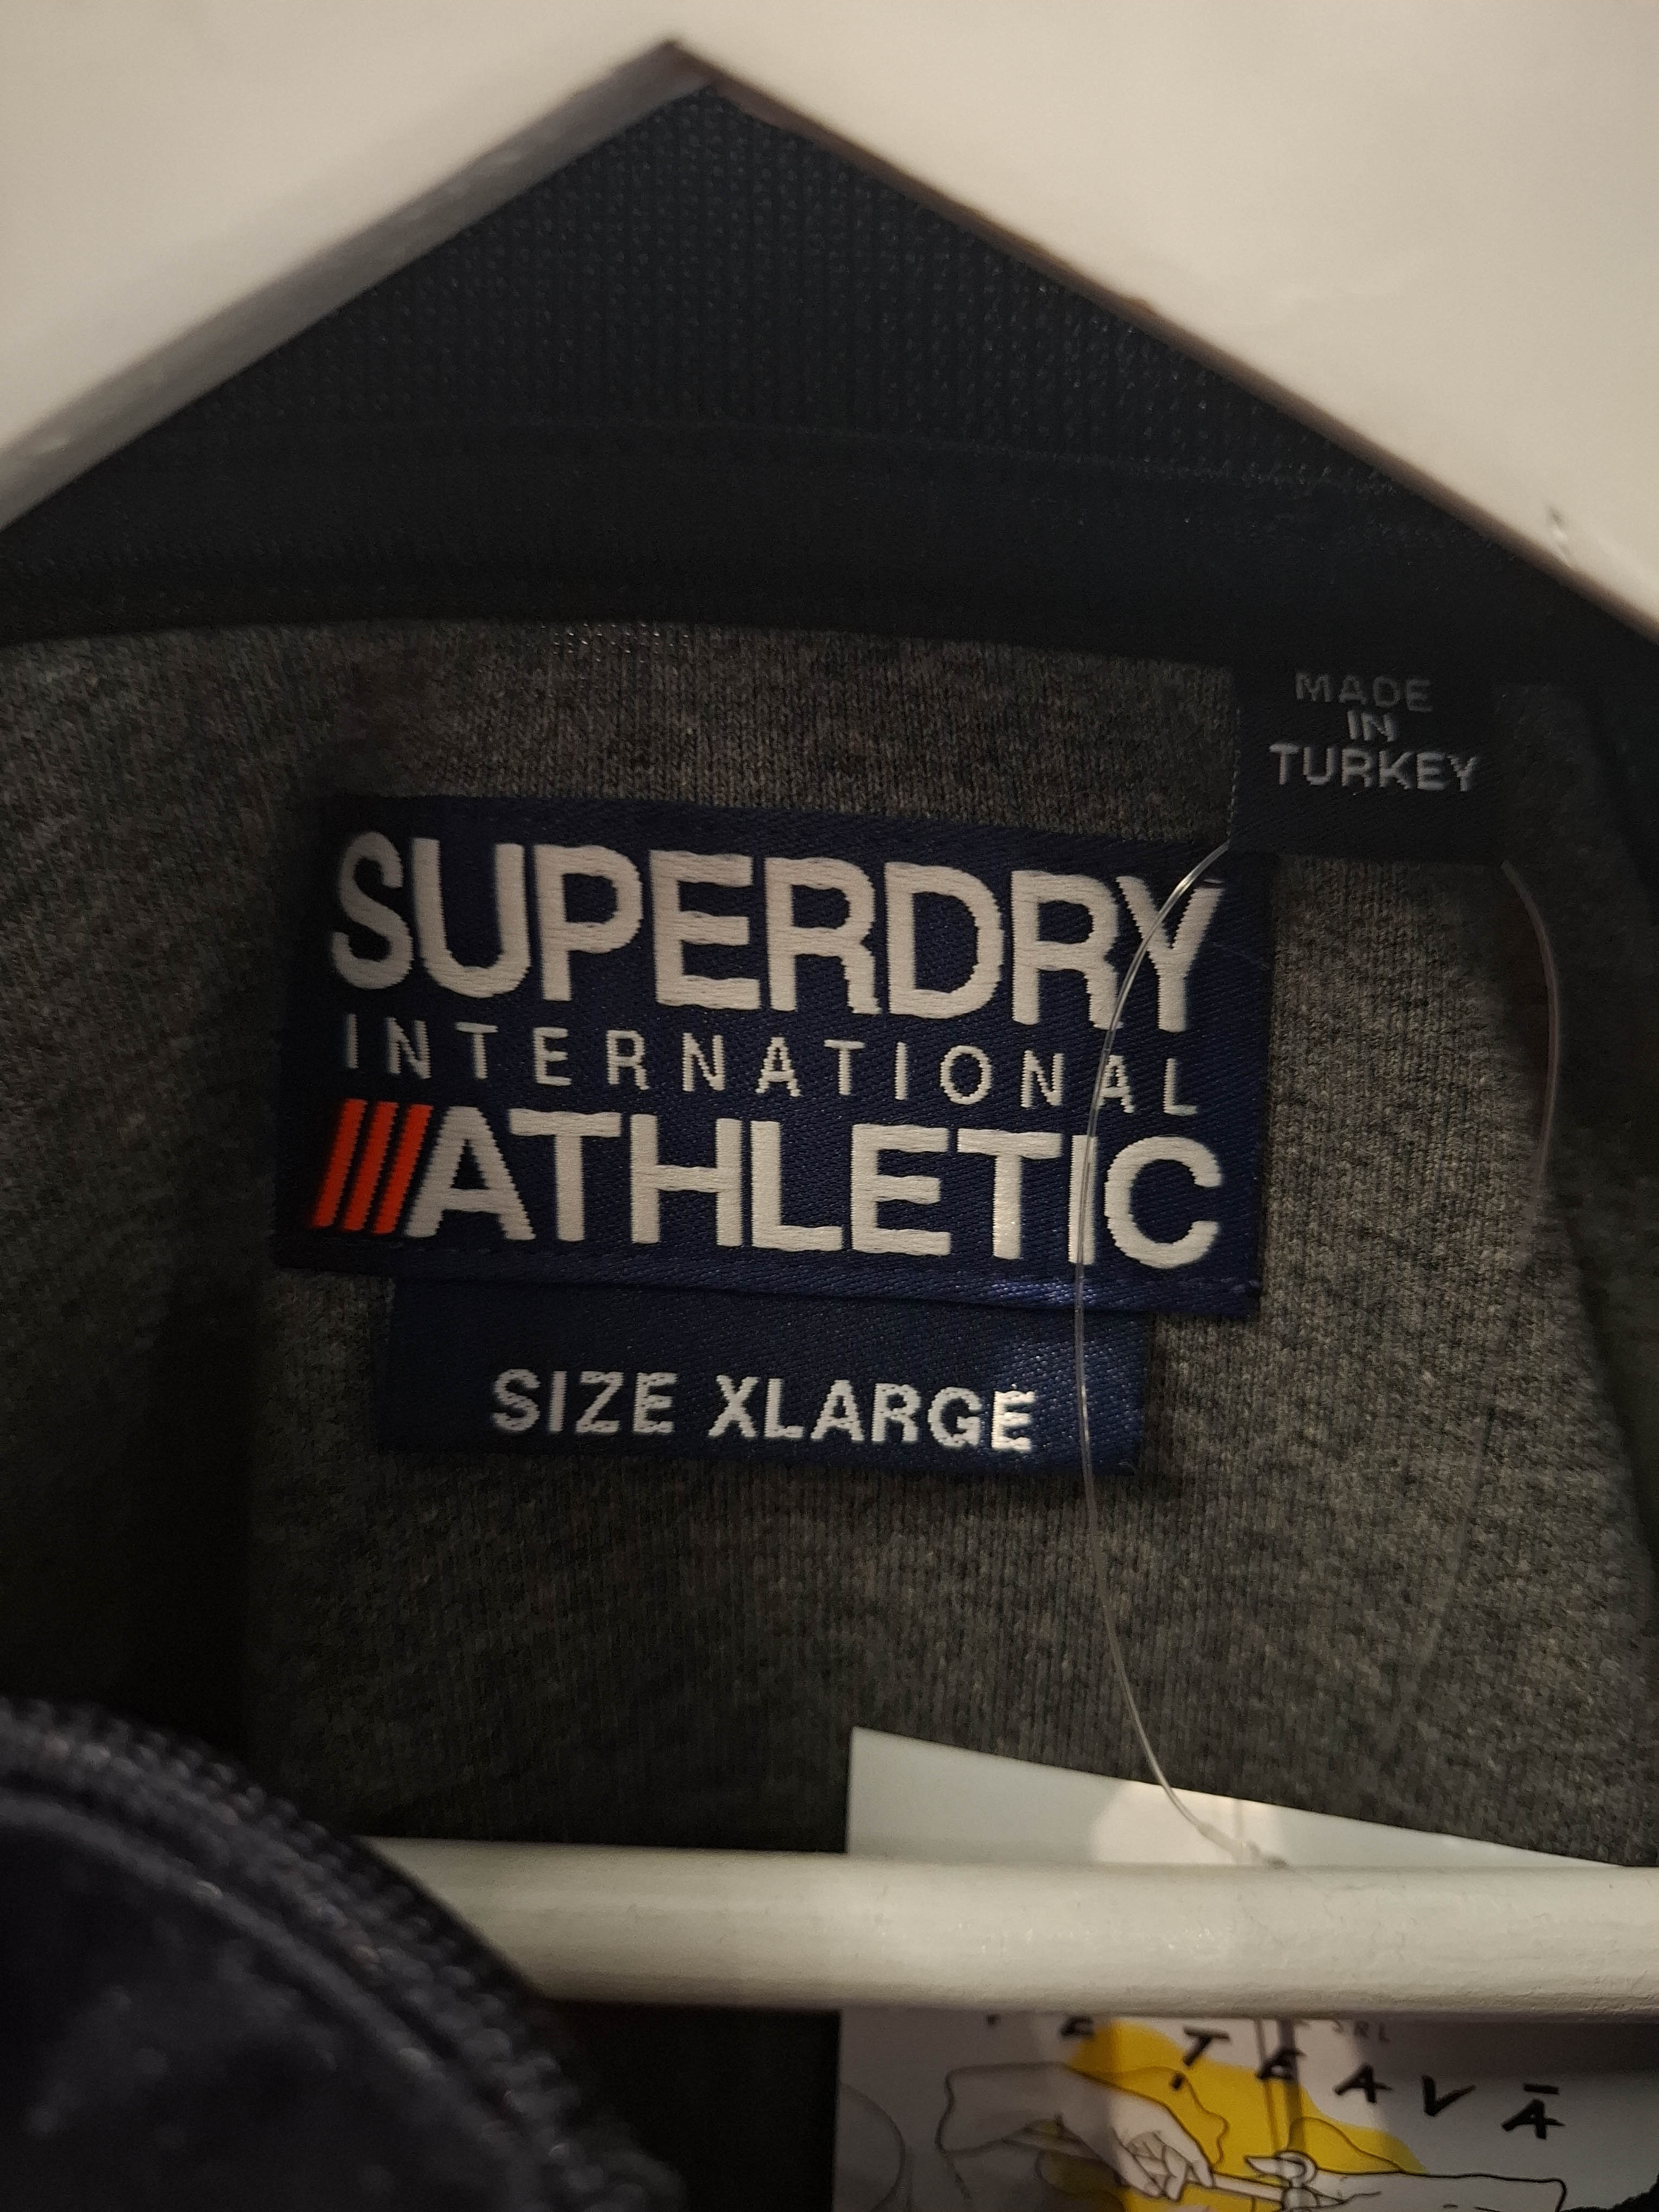 MADE
IN
TURKEY
SUPERDRY
INTERNATIONAL
ATHLETIC
SIZE XLARGE